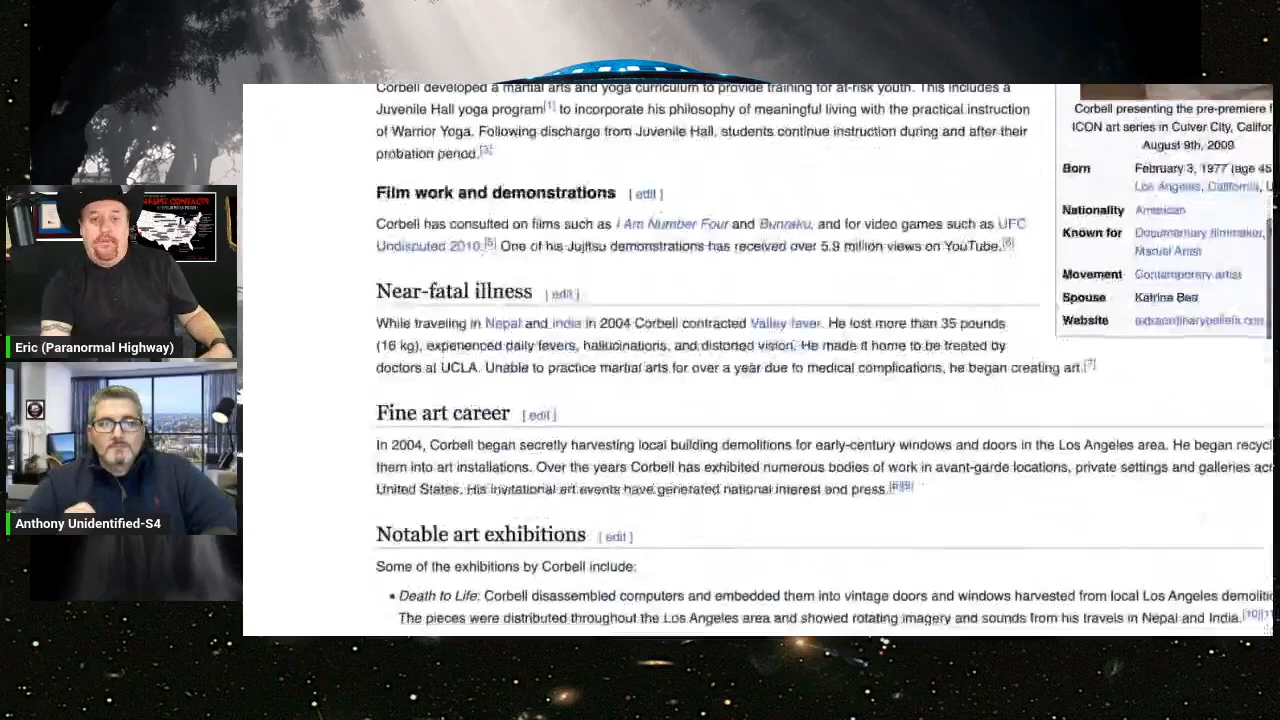 Corbell developed a martial arts and yoga curriculum to provide training for at-risk youth. This includes a
Juvenile Hall yoga program[1] to incorporate his philosophy of meaningful living with the practical instruction
of Warrior Yoga. Following discharge from Juvenile Hall, students continue instruction during and after their
probation period.
Film work and demonstrations [ edit ]
Corbell has consulted on films such as I Am Number Four and Bunraku, and for video games such as UFC
Undisputed 2010.[5] One of his Jujitsu demonstrations has received over 5.9 million views on YouTube.[6]
Near-fatal illness [ edit ]
While traveling in Nepal and India in 2004 Corbell contracted Valley fever. He lost more than 35 pounds
(16 kg), experienced daily fevers, hallucinations, and distorted vision. He made it home to be treated by
doctors at UCLA. Unable to practice martial arts for over a year due to medical complications, he began creating art.[7]
Fine art career [ edit ]
In 2004, Corbell began secretly harvesting local building demolitions for early-century windows and doors in the Los Angeles area. He began recycl
them into art installations. Over the years Corbell has exhibited numerous bodies of work in avant-garde locations, private settings and galleries acr
United States. His invitational art events have generated national interest and press.
Notable art exhibitions [ edit ]
Some of the exhibitions by Corbell include:
• Death to Life: Corbell disassembled computers and embedded them into vintage doors and windows harvested from local Los Angeles demoliti
The pieces were distributed throughout the Los Angeles area and showed rotating imagery and sounds from his travels in Nepal and India.
Corbell presenting the pre-premiere f
ICON art series in Culver City, Califor
August 9th, 2009
Born February 3, 1977 (age 45
Los Angeles, California, U
Nationality American
Known for Documentary filmmaker,
Martial Artist
Movement Contemporary artist
Spouse
Website extraordinarybeliefs.com
FIRST CONTACTS
Eric (Paranormal Highway)
Anthony Unidentified-S4